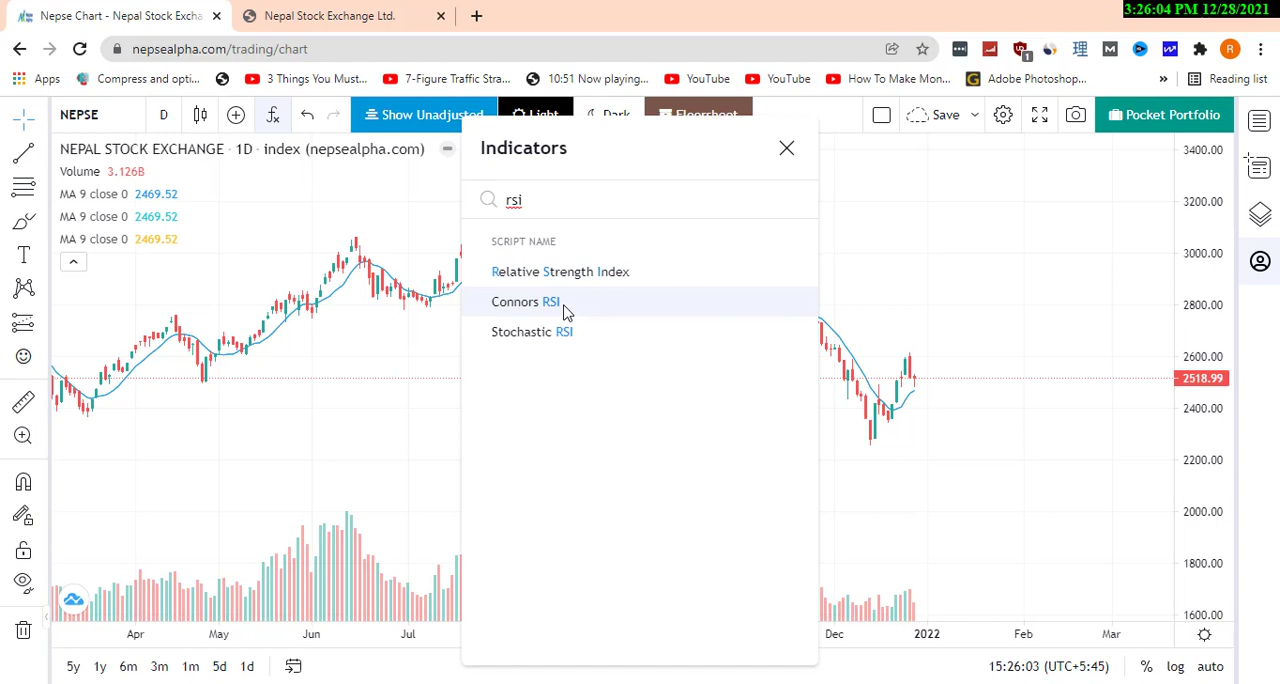 3:26:04 PM 12/28/2021
Nepse Chart - Nepal Stock Excha
Nepal Stock Exchange Ltd.
nepsealpha.com/trading/chart
1
R
Apps
Compress and opti...
3 Things You Must...
7-Figure Traffic Stra...
10:51 Now playing...
YouTube
YouTube
How To Make Mon...
Adobe Photoshop...
Reading list
NEPSE
D
Show Unadjusted
Light
Dark
Floorsheet
Save
Pocket Portfolio
NEPAL STOCK EXCHANGE · 1D · index (nepsealpha.com)
Volume 3.126B
MA 9 close 0 2469.52
MA 9 close 0 2469.52
MA 9 close 0 2469.52
Indicators
rsi
SCRIPT NAME
Relative Strength Index
Connors RSI
Stochastic RSI
3400.00
3200.00
3000.00
2800.00
2600.00
2518.99
2400.00
2200.00
2000.00
1800.00
1600.00
Apr
May
Jun
Jul
Dec
2022
Feb
Mar
5y
1y
6m
3m
1m
5d
1d
15:26:03 (UTC+5:45)
%
log
auto